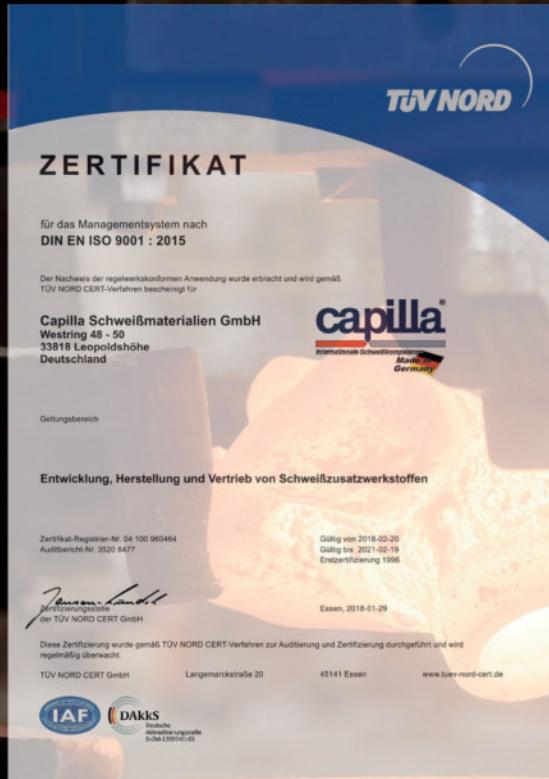 TÜV NORD
ZERTIFIKAT
für das Managementsystem nach
DIN EN ISO 9001 : 2015
Der Nachweis der regelwerkskonformen Anwendung wurde erbracht und wird gemäß
TÜV NORD CERT-Verfahren bescheinigt für
Capilla Schweißmaterialien GmbH
Westring 48 - 50
33818 Leopoldshöhe
Deutschland
capilla®
Internationale Schweißkompetenz
Made in
Germany
Geltungsbereich
Entwicklung, Herstellung und Vertrieb von Schweißzusatzwerkstoffen
Zertifikat-Registrier-Nr. 04 100 960464
Auditbericht-Nr. 3520 8477
Gültig von 2018-02-20
Gültig bis 2021-02-19
Erstzertifizierung 1996
Zertifizierungsstelle
der TÜV NORD CERT GmbH
Essen, 2018-01-29
Diese Zertifizierung wurde gemäß TÜV NORD CERT-Verfahren zur Auditierung und Zertifizierung durchgeführt und wird
regelmäßig überwacht.
TÜV NORD CERT GmbH Langemarckstraße 20 45141 Essen www.tuev-nord-cert.de
IAF
DAkkS
Deutsche
Akkreditierungsstelle
D-ZM-12007-01-01